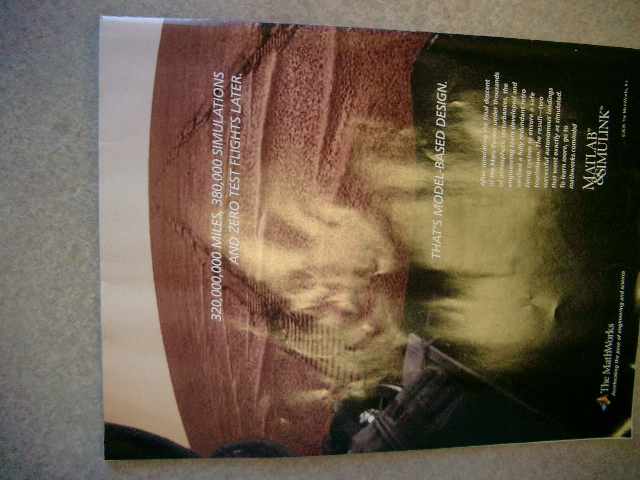 320,000,000 MILES, 380,000 SIMULATIONS
AND ZERO TEST FLIGHTS LATER.
THAT'S MODEL-BASED DESIGN.
After simulating the final descent
of the Mars Rovers under thousands
of atmospheric disturbances, the
engineering team developed and
verified a fully redundant retro
firing system to ensure a safe
touchdown. The result—two
successful autonomous landings
that went exactly as simulated.
To learn more, go to
mathworks.com/mbd
MATLAB®
&SIMULINK™
The MathWorks
Accelerating the pace of engineering and science